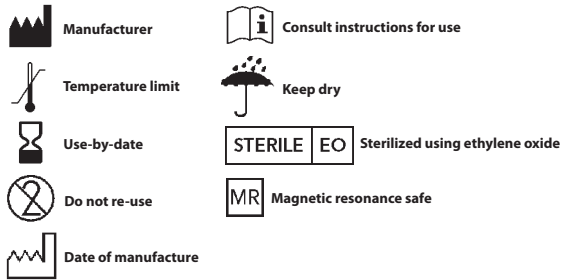 Manufacturer
Temperature limit
Use-by-date
2 Do not re-use
Date of manufacture
i Consult instructions for use
Keep dry
STERILE EO Sterilized using ethylene oxide
MR Magnetic resonance safe